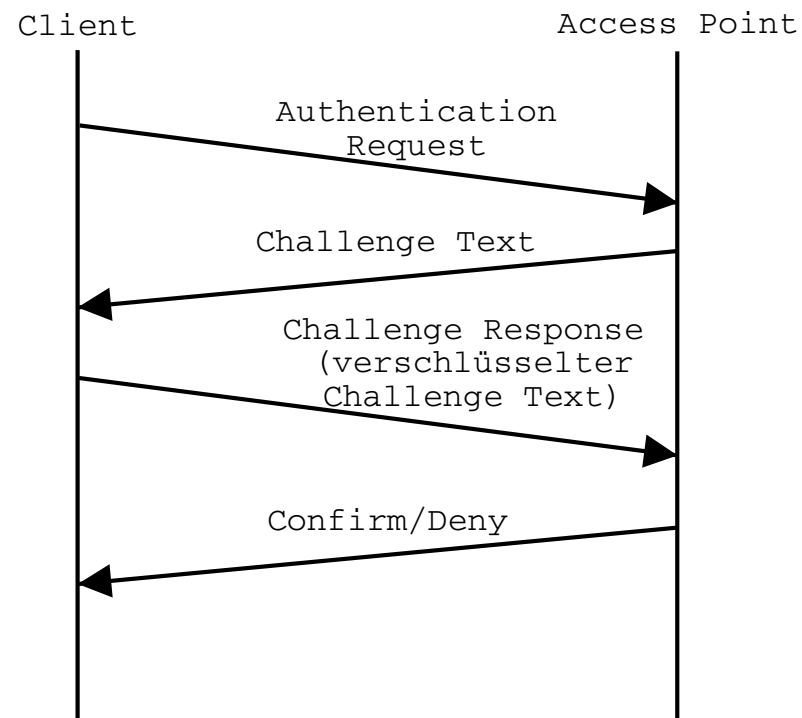 Client
Access Point
Authentication
Request
Challenge Text
Challenge Response
(verschlüsselter
Challenge Text)
Confirm/Deny